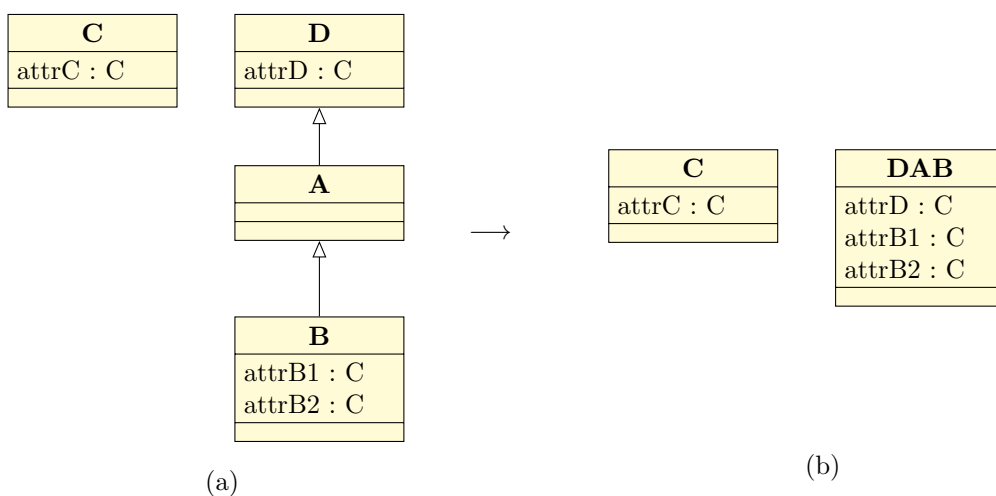 C
attrC : C
D
attrD : C
A
B
attrB1 : C
attrB2 : C
(a)
→
C
attrC : C
DAB
attrD : C
attrB1 : C
attrB2 : C
(b)